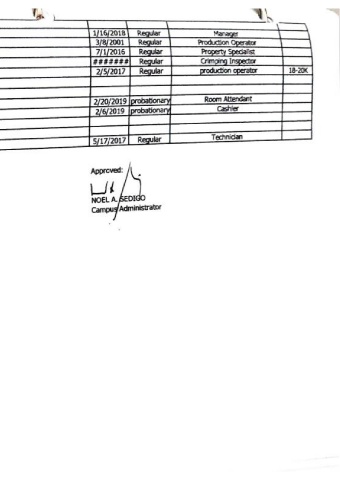 1/16/2018 Regular Manager
3/8/2001 Regular Production Operator
7/1/2016 Regular Property Specialist
####### Regular Crimping Inspector
2/5/2017 Regular production operator 18-20K
2/20/2019 probationary Room Attendant
2/6/2019 probationary Cashier
5/17/2017 Regular Technician
Approved:
NOEL A. SEDIGO
Campus Administrator